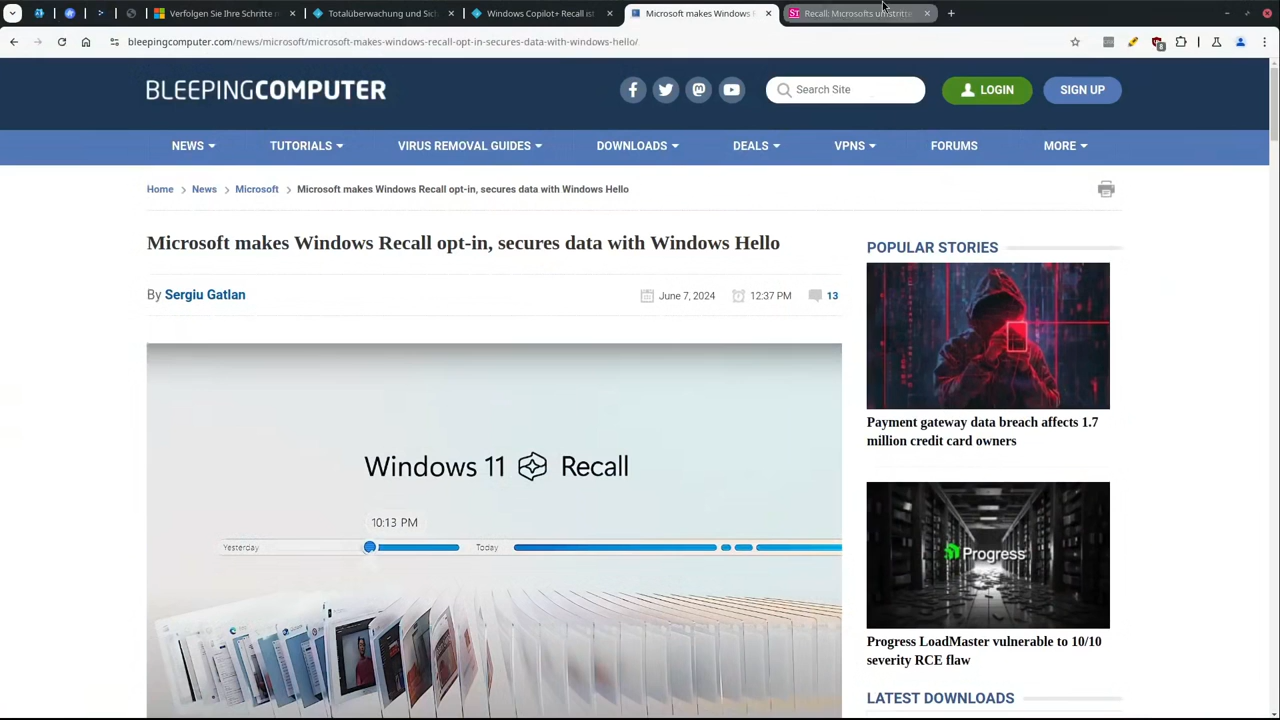 Verfolgen Sie Ihre Schritte m
Totalüberwachung und Sich
Windows Copilot+ Recall ist
Microsoft makes Windows R
ST Recall: Microsofts umstritte
bleepingcomputer.com/news/microsoft/microsoft-makes-windows-recall-opt-in-secures-data-with-windows-hello/
8
BLEEPINGCOMPUTER
Search Site
LOGIN
SIGN UP
NEWS
TUTORIALS
VIRUS REMOVAL GUIDES
DOWNLOADS
DEALS
VPNS
FORUMS
MORE
Home > News > Microsoft > Microsoft makes Windows Recall opt-in, secures data with Windows Hello
Microsoft makes Windows Recall opt-in, secures data with Windows Hello
By Sergiu Gatlan
June 7, 2024
12:37 PM
13
Windows 11 Recall
10:13 PM
Yesterday
Today
POPULAR STORIES
Payment gateway data breach affects 1.7
million credit card owners
Progress
Progress LoadMaster vulnerable to 10/10
severity RCE flaw
LATEST DOWNLOADS